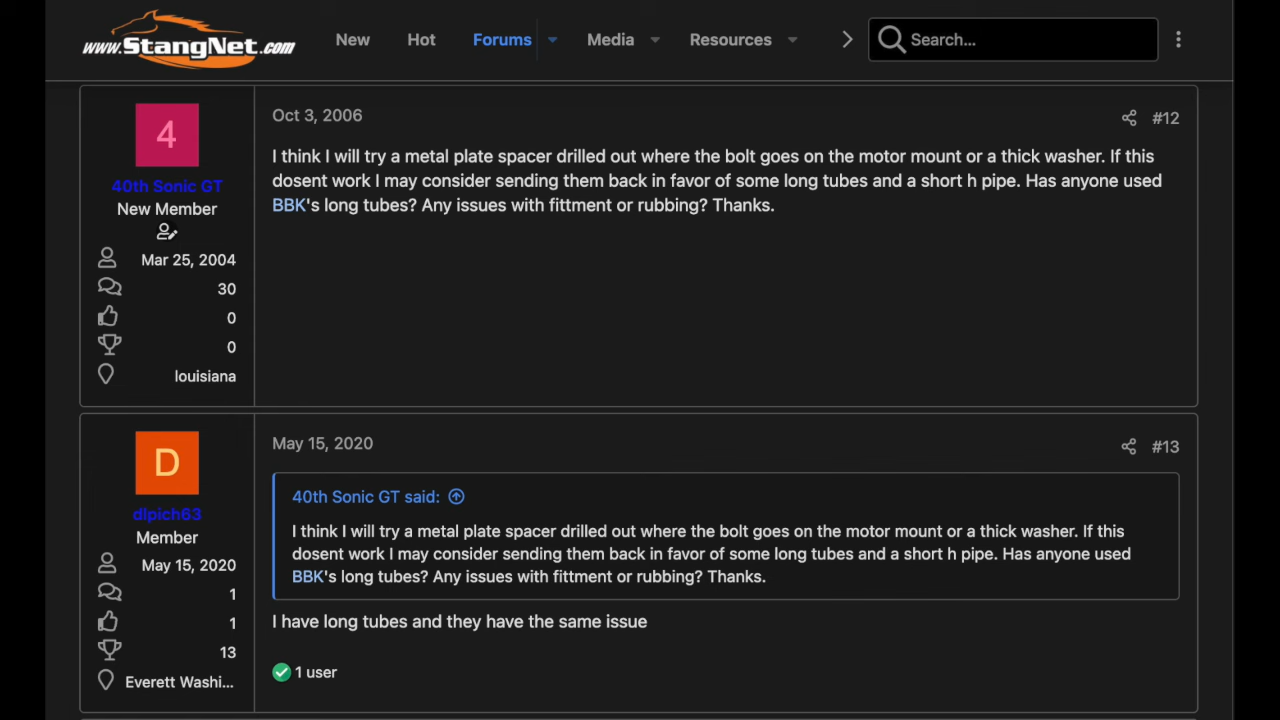 www.StangNet.com New Hot Forums Media Resources Search...
4
40th Sonic GT
New Member
Mar 25, 2004
30
0
0
louisiana
Oct 3, 2006 #12
I think I will try a metal plate spacer drilled out where the bolt goes on the motor mount or a thick washer. If this
dosent work I may consider sending them back in favor of some long tubes and a short h pipe. Has anyone used
BBK's long tubes? Any issues with fittment or rubbing? Thanks.
D
dlpich63
Member
May 15, 2020
1
1
13
Everett Washi...
May 15, 2020 #13
40th Sonic GT said:
I think I will try a metal plate spacer drilled out where the bolt goes on the motor mount or a thick washer. If this
dosent work I may consider sending them back in favor of some long tubes and a short h pipe. Has anyone used
BBK's long tubes? Any issues with fittment or rubbing? Thanks.
I have long tubes and they have the same issue
1 user